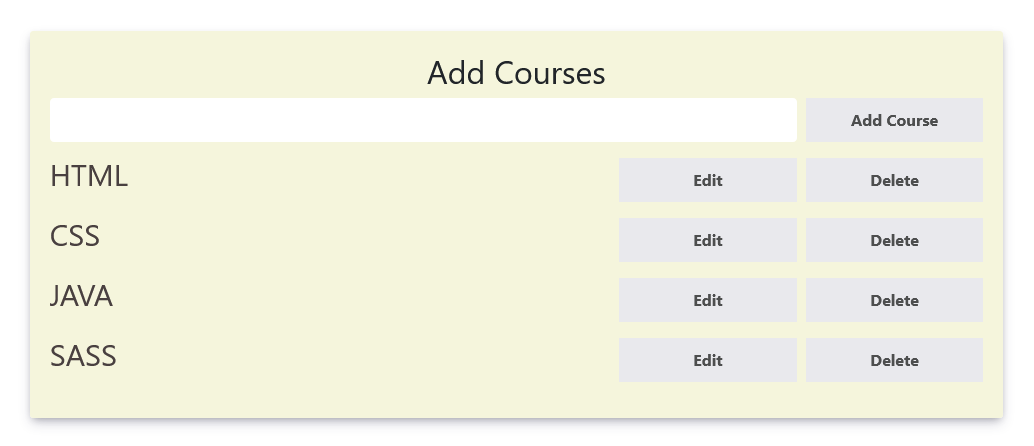 Add Courses
Add Course
HTML Edit Delete
CSS Edit Delete
JAVA Edit Delete
SASS Edit Delete